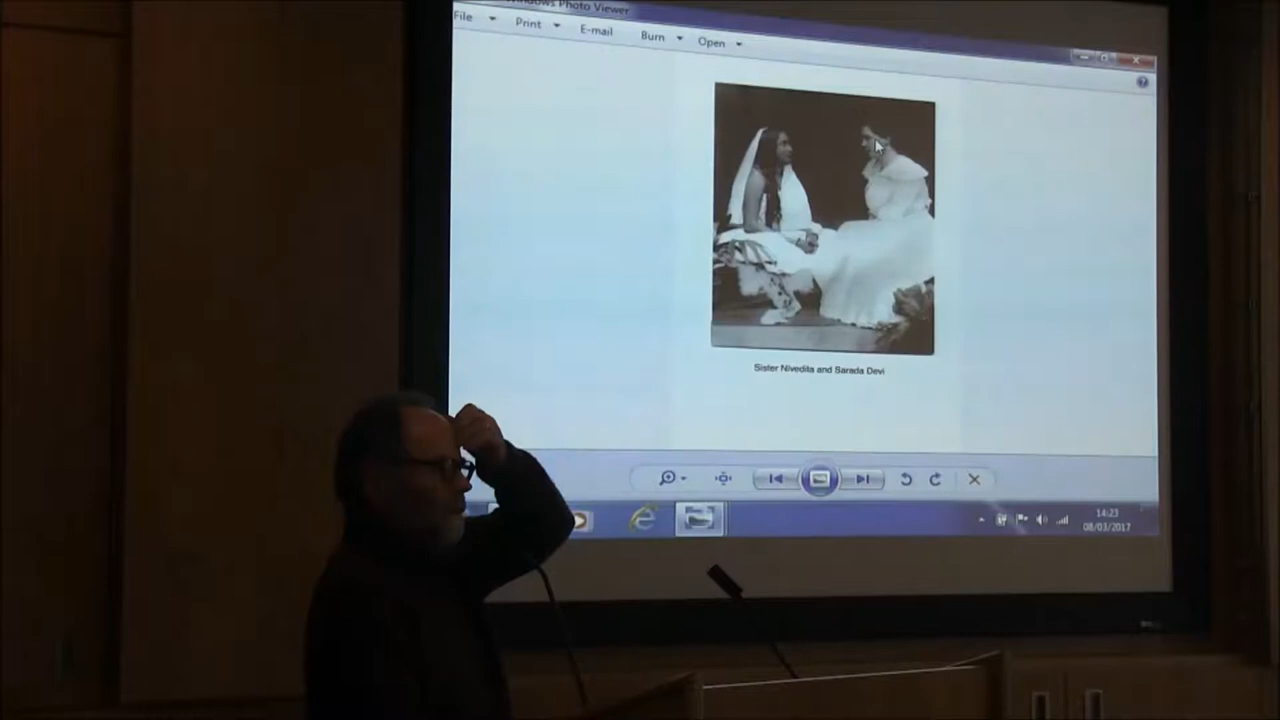 Windows Photo Viewer
File Print E-mail Burn Open
Sister Nivedita and Sarada Devi
14:23
08/03/2017